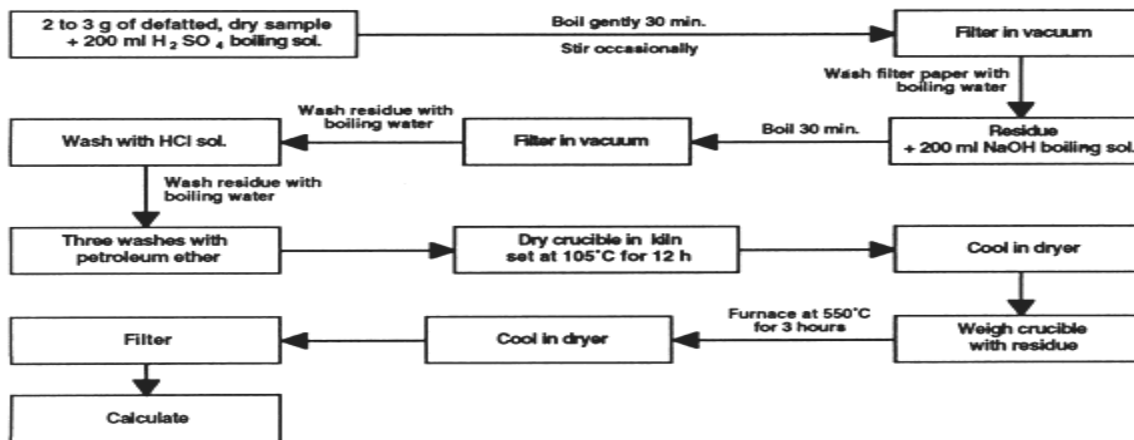 2 to 3 g of defatted, dry sample
+ 200 ml H2 SO4 boiling sol.
Boil gently 30 min.
Stir occasionally
Filter in vacuum
Wash filter paper with
boiling water
Residue
+ 200 ml NaOH boiling sol.
Boil 30 min.
Filter in vacuum
Wash residue with
boiling water
Wash with HCl sol.
Wash residue with
boiling water
Three washes with
petroleum ether
Dry crucible in kiln
set at 105°C for 12 h
Cool in dryer
Weigh crucible
with residue
Furnace at 550°C
for 3 hours
Cool in dryer
Filter
Calculate